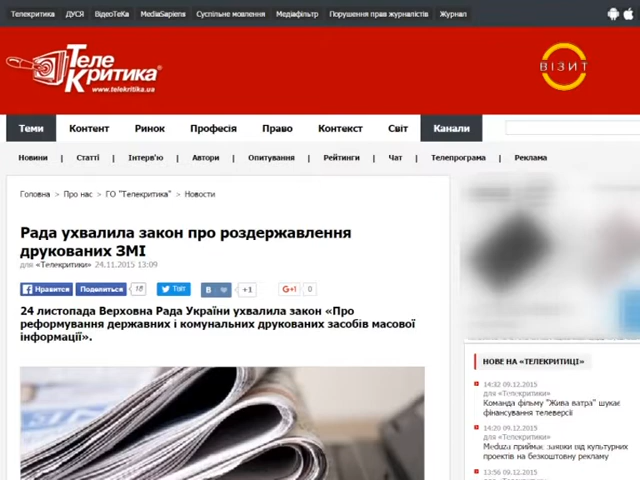 Телекритика ДУСЯ ВідеоТеКа MediaSapiens Суспільне мовлення Медіафільтр Порушення прав журналістів Журнал
Теле
Критика
www.telekritika.ua
ВІЗИТ
Теми Контент Ринок Професія Право Контекст Світ Канали
Новини | Статті | Інтерв'ю | Автори | Опитування | Рейтинги | Чат | Телепрограма | Реклама
Головна > Про нас > ГО "Телекритика" > Новости
Рада ухвалила закон про роздержавлення
друкованих ЗМІ
для «Телекритики» 24.11.2015 13:09
Нравится Поделиться 18 Твіт B +1 G+1 0
24 листопада Верховна Рада України ухвалила закон «Про
реформування державних і комунальних друкованих засобів масової
інформації».
НОВЕ НА «ТЕЛЕКРИТИЦІ»
14:32 09.12.2015
для «Телекритики»
Команда фільму "Жива ватра" шукає
фінансування телеверсії
14:20 09.12.2015
для «Телекритики»
Meduza приймає заявки від культурних
проектів на безкоштовну рекламу
13:56 09.12.2015